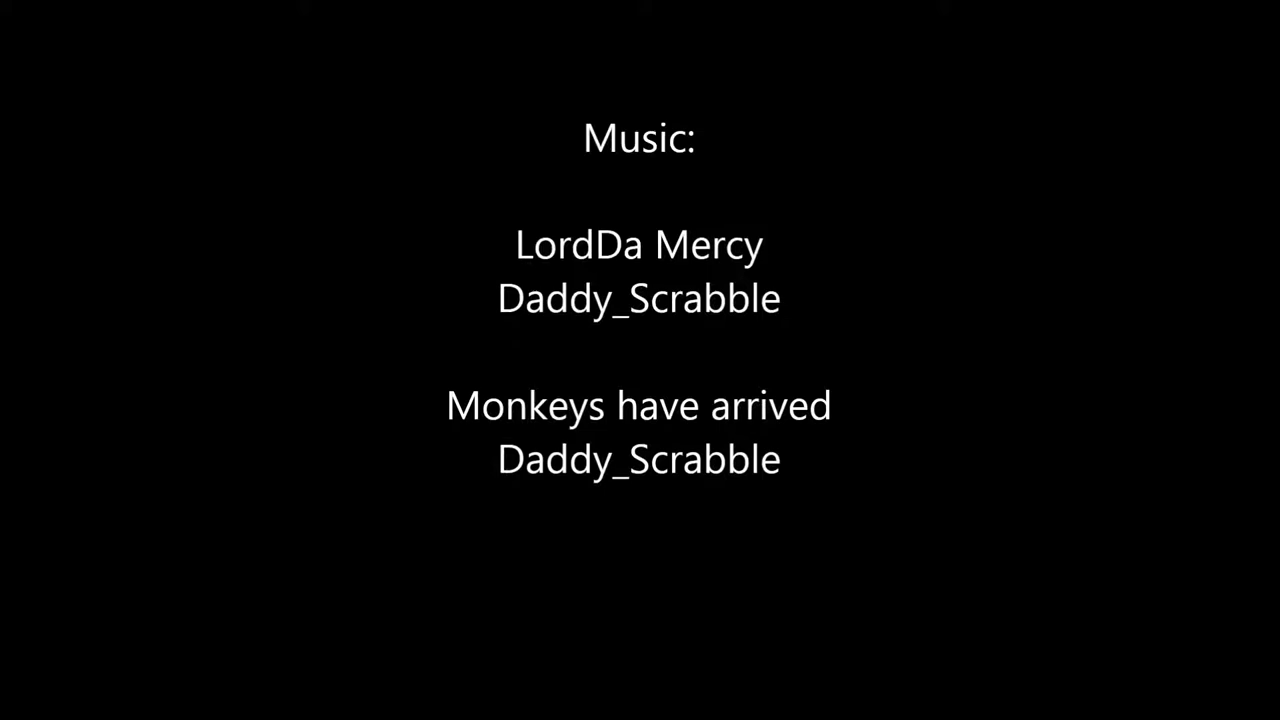 Music:
LordDa Mercy
Daddy_Scrabble
Monkeys have arrived
Daddy_Scrabble